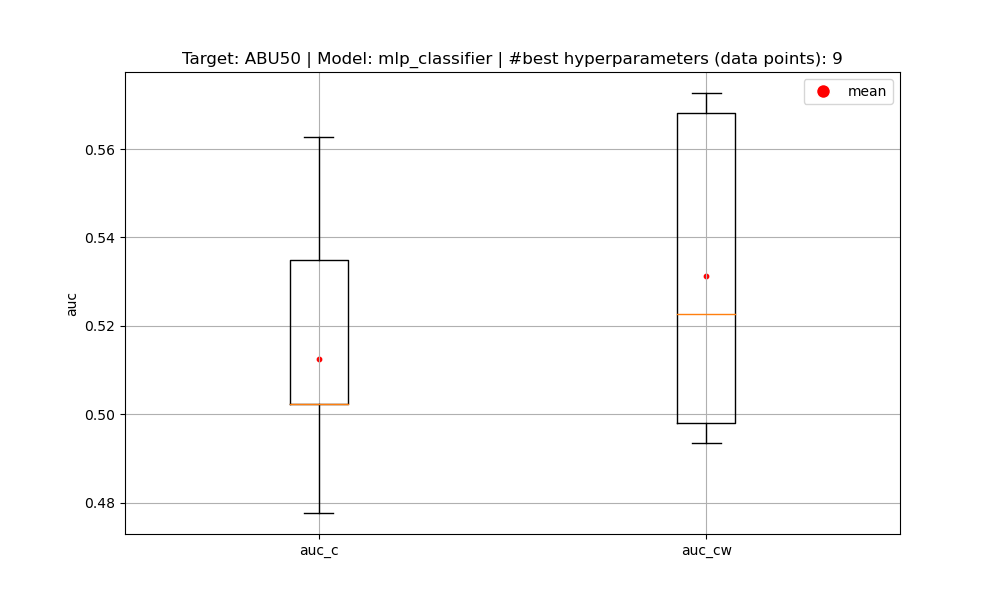 Target: ABU50 | Model: mlp_classifier | #best hyperparameters (data points): 9
mean
0.56
0.54
0.52
0.50
0.48
auc
auc_c
auc_cw